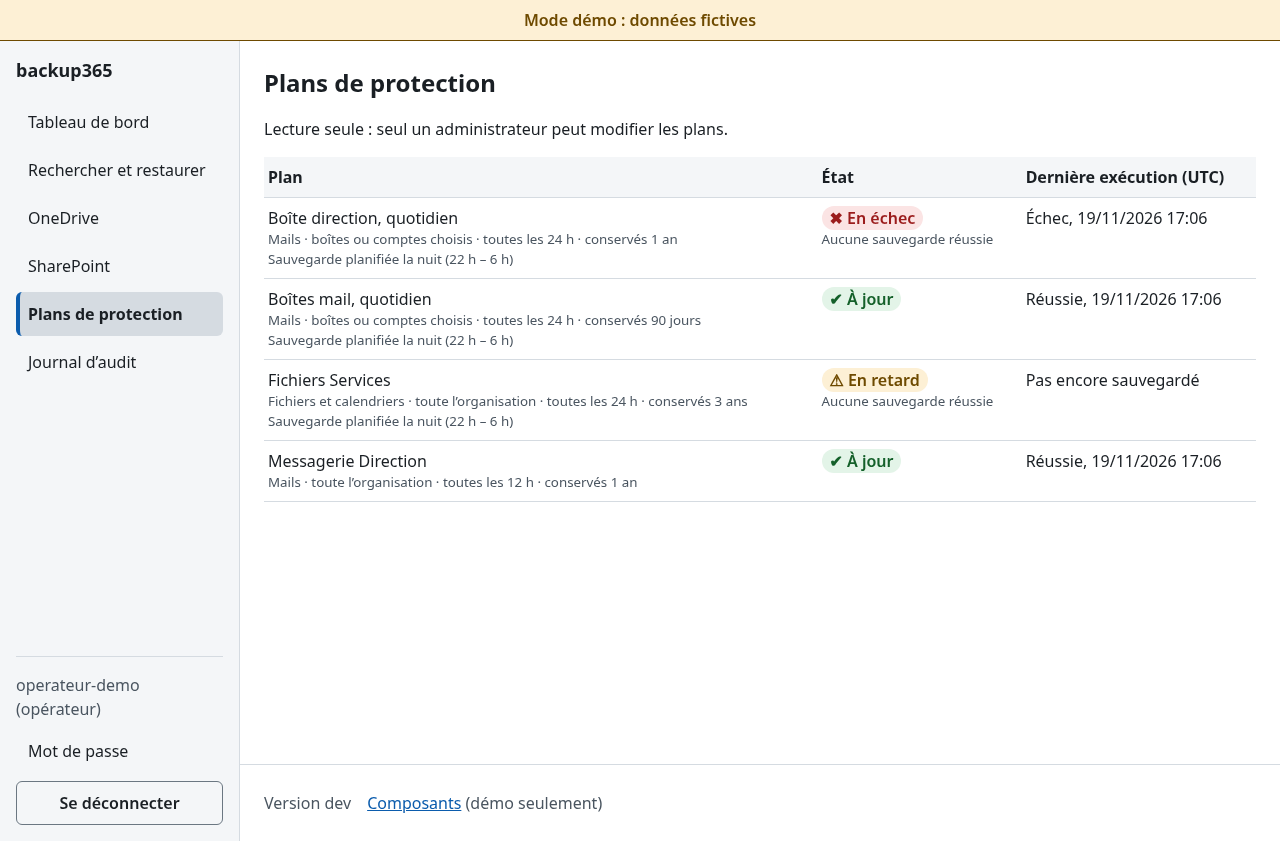 Mode démo : données fictives
backup365
Tableau de bord
Rechercher et restaurer
OneDrive
SharePoint
Plans de protection
Journal d’audit
operateur-demo
(opérateur)
Mot de passe
Se déconnecter
Plans de protection
Lecture seule : seul un administrateur peut modifier les plans.
Plan État Dernière exécution (UTC)
Boîte direction, quotidien ✖ En échec Échec, 19/11/2026 17:06
Mails · boîtes ou comptes choisis · toutes les 24 h · conservés 1 an Aucune sauvegarde réussie
Sauvegarde planifiée la nuit (22 h – 6 h)
Boîtes mail, quotidien ✔ À jour Réussie, 19/11/2026 17:06
Mails · boîtes ou comptes choisis · toutes les 24 h · conservés 90 jours
Sauvegarde planifiée la nuit (22 h – 6 h)
Fichiers Services ⚠ En retard Pas encore sauvegardé
Fichiers et calendriers · toute l’organisation · toutes les 24 h · conservés 3 ans Aucune sauvegarde réussie
Sauvegarde planifiée la nuit (22 h – 6 h)
Messagerie Direction ✔ À jour Réussie, 19/11/2026 17:06
Mails · toute l’organisation · toutes les 12 h · conservés 1 an
Version dev Composants (démo seulement)